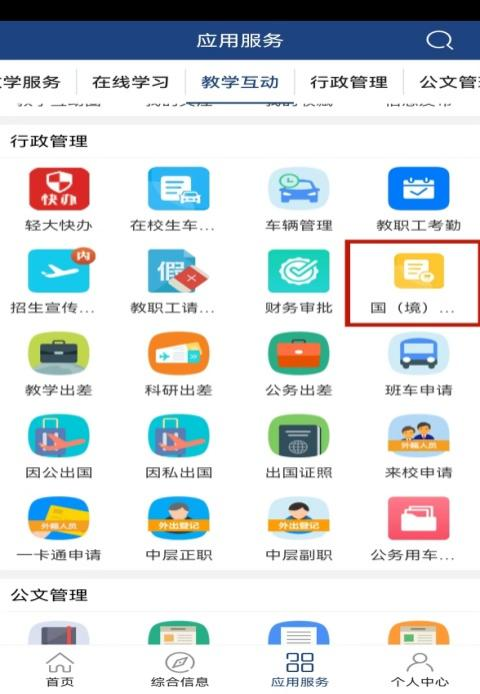 应用服务
学服务 在线学习 教学互动 行政管理 公文管
行政管理
快办
轻大快办 在校生车... 车辆管理 教职工考勤
内
假
招生宣传... 教职工请... 财务审批 国（境）...
教学出差 科研出差 公务出差 班车申请
外籍人员
因公出国 因私出国 出国证照 来校申请
外籍人员 外出登记 外出登记
一卡通申请 中层正职 中层副职 公务用车...
公文管理
首页 综合信息 应用服务 个人中心